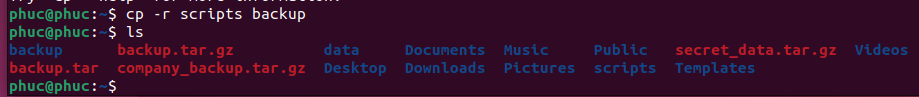 phuc@phuc:~$ cp -r scripts backup
phuc@phuc:~$ ls
backup backup.tar.gz data Documents Music Public secret_data.tar.gz Videos
backup.tar company_backup.tar.gz Desktop Downloads Pictures scripts Templates
phuc@phuc:~$